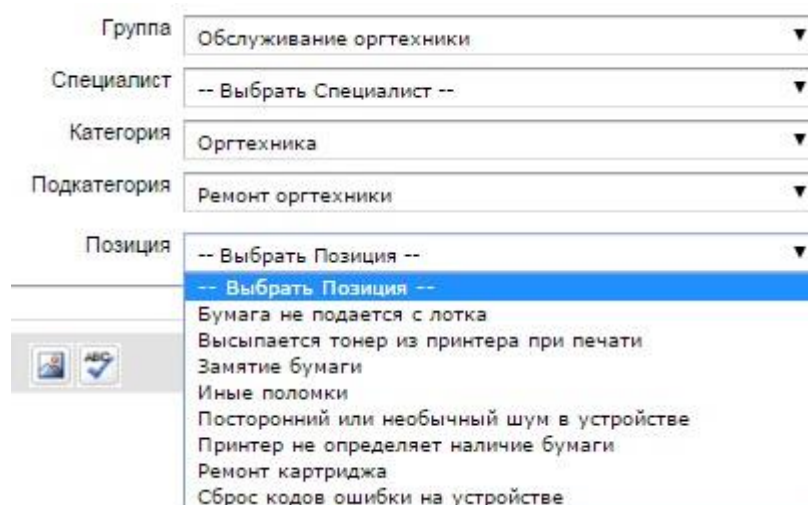 Группа Обслуживание оргтехники
Специалист -- Выбрать Специалист --
Категория Оргтехника
Подкатегория Ремонт оргтехники
Позиция -- Выбрать Позиция --
-- Выбрать Позиция --
Бумага не подается с лотка
Высыпается тонер из принтера при печати
Замятие бумаги
Иные поломки
Посторонний или необычный шум в устройстве
Принтер не определяет наличие бумаги
Ремонт картриджа
Сброс кодов ошибки на устройстве
ABC